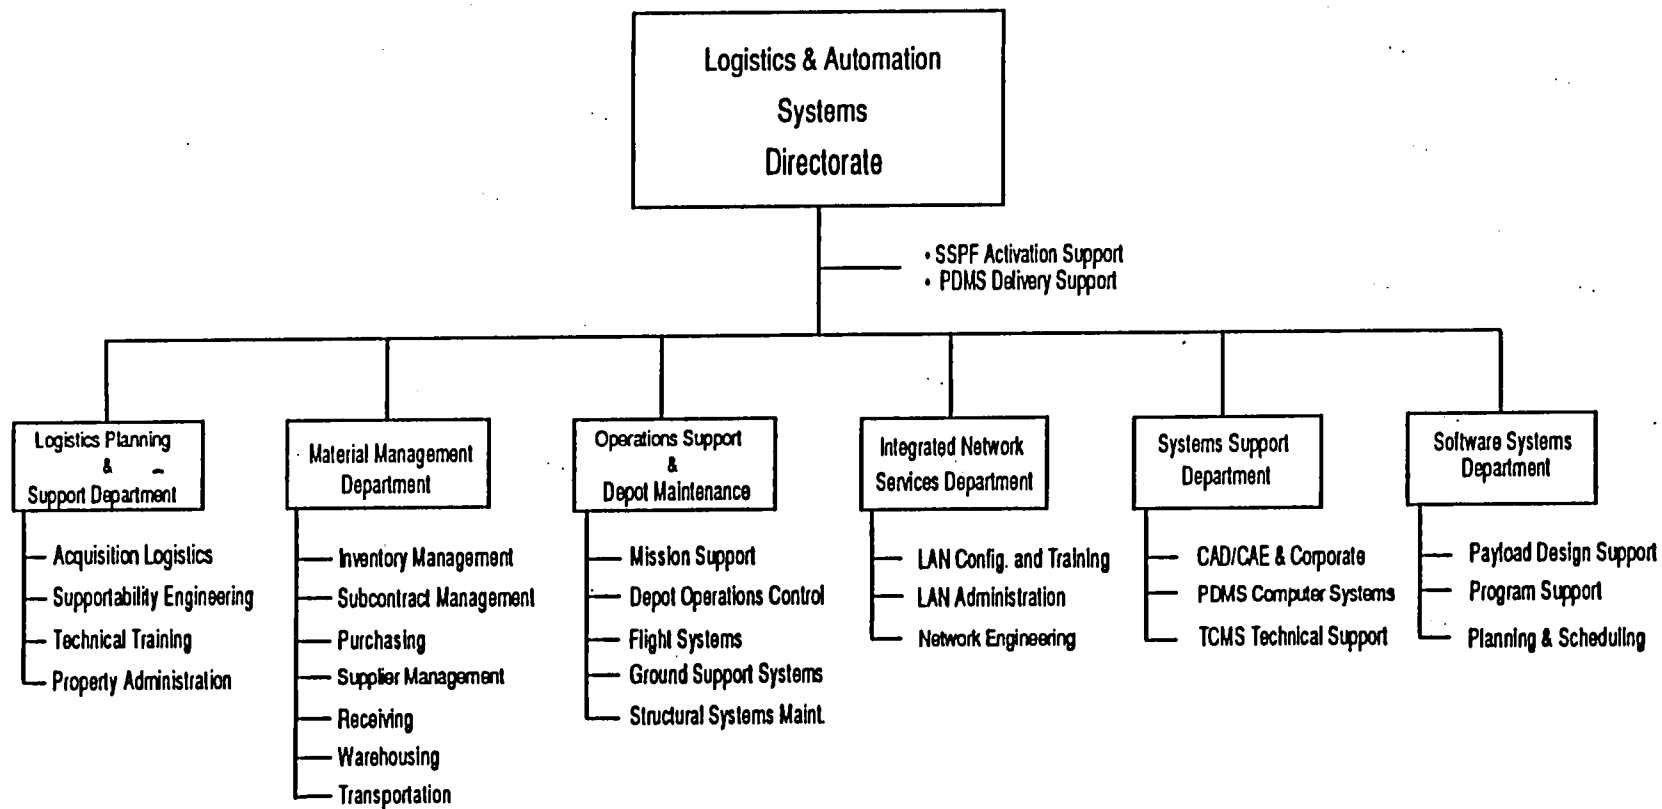 Logistics & Automation
Systems
Directorate
• SSPF Activation Support
• PDMS Delivery Support
Logistics Planning
&
Support Department
Acquisition Logistics
Supportability Engineering
Technical Training
Property Administration
Material Management
Department
Inventory Management
Subcontract Management
Purchasing
Supplier Management
Receiving
Warehousing
Transportation
Operations Support
&
Depot Maintenance
Mission Support
Depot Operations Control
Flight Systems
Ground Support Systems
Structural Systems Maint.
Integrated Network
Services Department
LAN Config. and Training
LAN Administration
Network Engineering
Systems Support
Department
CAD/CAE & Corporate
PDMS Computer Systems
TCMS Technical Support
Software Systems
Department
Payload Design Support
Program Support
Planning & Scheduling